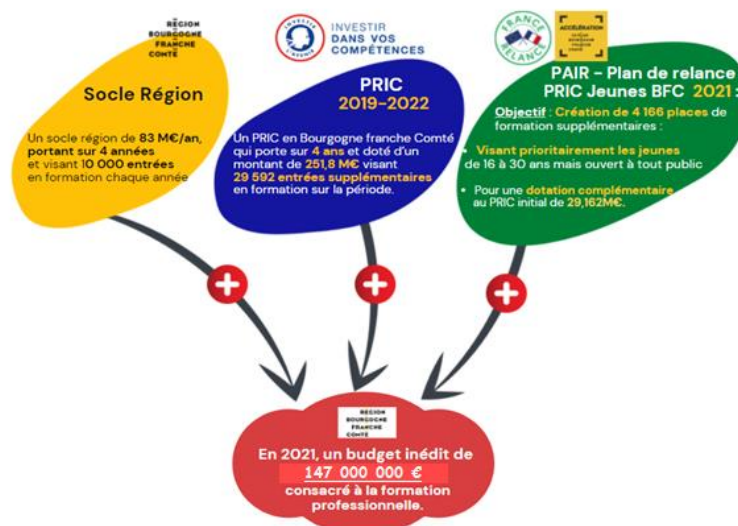 RÉGION
BOURGOGNE
FRANCHE
COMTÉ
Socle Région
Un socle région de 83 M€/an,
portant sur 4 années
et visant 10 000 entrées
en formation chaque année
INVESTIR
DANS VOS
COMPÉTENCES
PRIC
2019-2022
Un PRIC en Bourgogne franche Comté
qui porte sur 4 ans et doté d'un
montant de 251,8 M€ visant
29 592 entrées supplémentaires
en formation sur la période.
FRANCE
RELANCE
ACCÉLÉRATION
PAIR – Plan de relance
PRIC Jeunes BFC 2021 :
Objectif : Création de 4 166 places de
formation supplémentaires :
• Visant prioritairement les jeunes
de 16 à 30 ans mais ouvert à tout public
• Pour une dotation complémentaire
au PRIC initial de 29,162M€.
RÉGION
BOURGOGNE
FRANCHE
COMTÉ
En 2021, un budget inédit de
147 000 000 €
consacré à la formation
professionnelle.